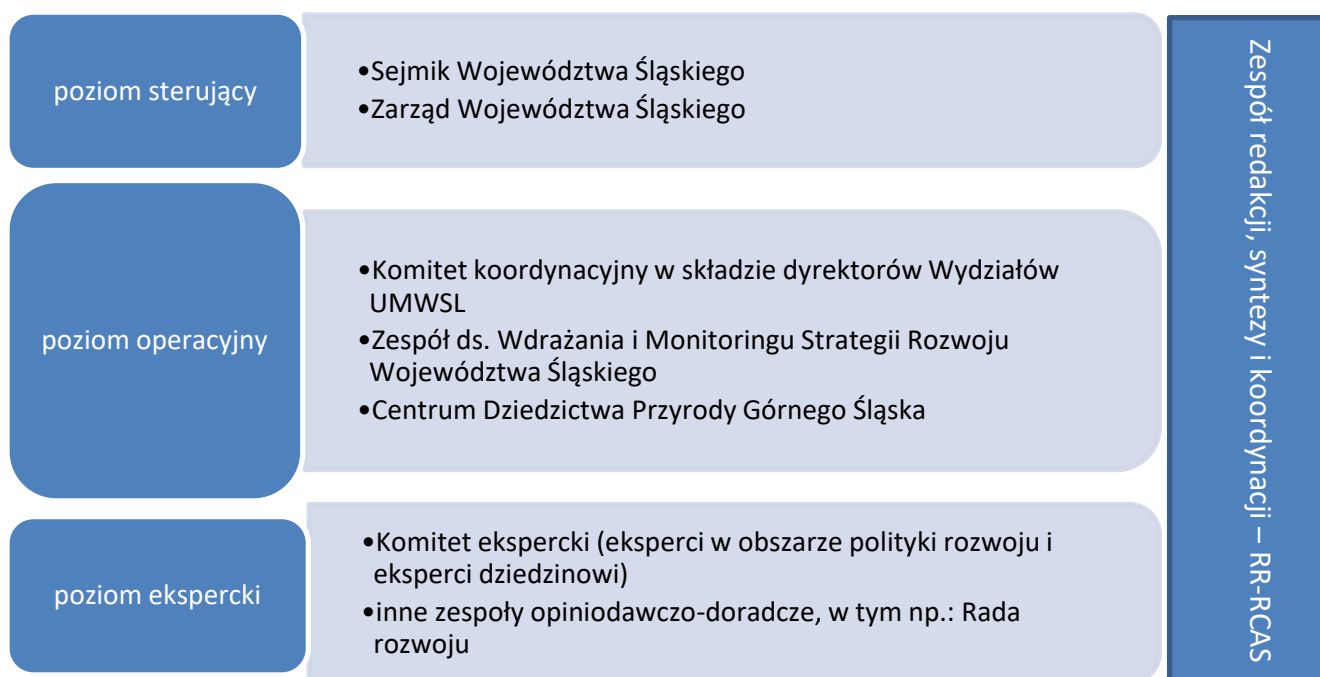 poziom sterujący
•Sejmik Województwa Śląskiego
•Zarząd Województwa Śląskiego
poziom operacyjny
•Komitet koordynacyjny w składzie dyrektorów Wydziałów
UMWSL
•Zespół ds. Wdrażania i Monitoringu Strategii Rozwoju
Województwa Śląskiego
•Centrum Dziedzictwa Przyrody Górnego Śląska
poziom ekspercki
•Komitet ekspercki (eksperci w obszarze polityki rozwoju i
eksperci dziedzinowi)
•inne zespoły opiniodawczo-doradcze, w tym np.: Rada
rozwoju
Zespół redakcji, syntezy i koordynacji – RR-RCAS